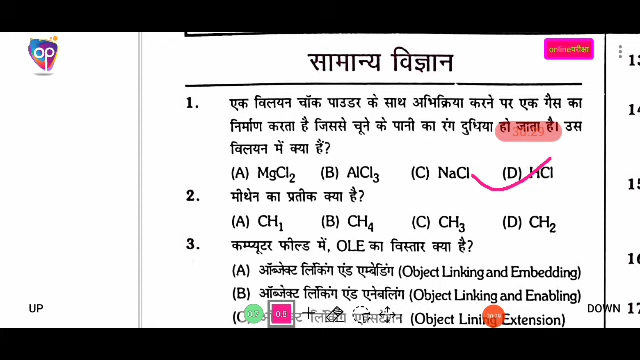 ap
onlineपरीक्षा
सामान्य विज्ञान
13
1. एक विलयन चॉक पाउडर के साथ अभिक्रिया करने पर एक गैस का
14
निर्माण करता है जिससे चूने के पानी का रंग दुधिया हो जाता है। उस
विलयन में क्या हैं?
(A) MgCl2 (B) AlCl3 (C) NaCl (D) HCl
15
2. मीथेन का प्रतीक क्या है?
(A) CH1 (B) CH4 (C) CH3 (D) CH2
3. कम्प्यूटर फील्ड में, OLE का विस्तार क्या है?
16
(A) ऑब्जेक्ट लिंकिंग एंड एम्बेडिंग (Object Linking and Embedding)
(B) ऑब्जेक्ट लिंकिंग एंड एनेबलिंग (Object Linking and Enabling)
UP
DOWN
17
(Object Lining Extension)